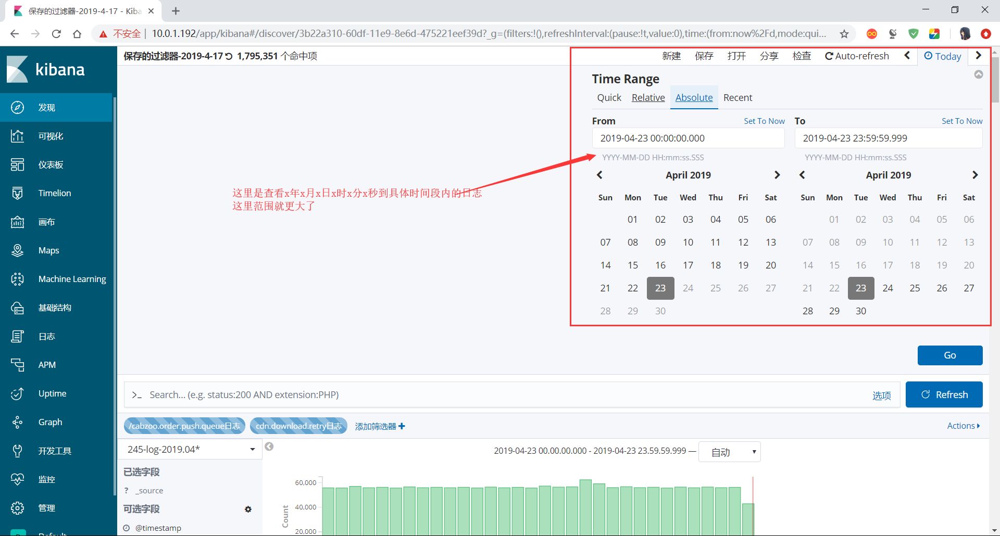 保存的过滤器-2019-4-17 - Kiba
不安全 | 10.0.1.192/app/kibana#/discover/3b22a310-60df-11e9-8e6d-475221eef39d?_g=(filters:!(),refreshInterval:(pause:!t,value:0),time:(from:now%2Fd,mode:qui...
kibana
发现
可视化
仪表板
Timelion
画布
Maps
Machine Learning
基础结构
日志
APM
Uptime
Graph
开发工具
监控
管理
D Default
保存的过滤器-2019-4-17 1,795,351 个命中项
新建 保存 打开 分享 检查 Auto-refresh Today
Time Range
Quick Relative Absolute Recent
From Set To Now To Set To Now
2019-04-23 00:00:00.000 2019-04-23 23:59:59.999
YYYY-MM-DD HH:mm:ss.SSS YYYY-MM-DD HH:mm:ss.SSS
April 2019 April 2019
Sun Mon Tue Wed Thu Fri Sat Sun Mon Tue Wed Thu Fri Sat
01 02 03 04 05 06 01 02 03 04 05 06
07 08 09 10 11 12 13 07 08 09 10 11 12 13
14 15 16 17 18 19 20 14 15 16 17 18 19 20
21 22 23 24 25 26 27 21 22 23 24 25 26 27
28 29 30 28 29 30
这里是查看x年x月x日x时x分x秒到具体时间段内的日志
这里范围就更大了
Go
>_ Search... (e.g. status:200 AND extension:PHP) 选项 Refresh
/cabzoo.order.push.queue日志 cdn.download.retry日志 添加筛选器 Actions
245-log-2019.04*
已选字段
? _source
可选字段
@timestamp
2019-04-23 00.00.00.000 - 2019-04-23 23.59.59.999 — 自动
60,000
40,000
20,000
Count